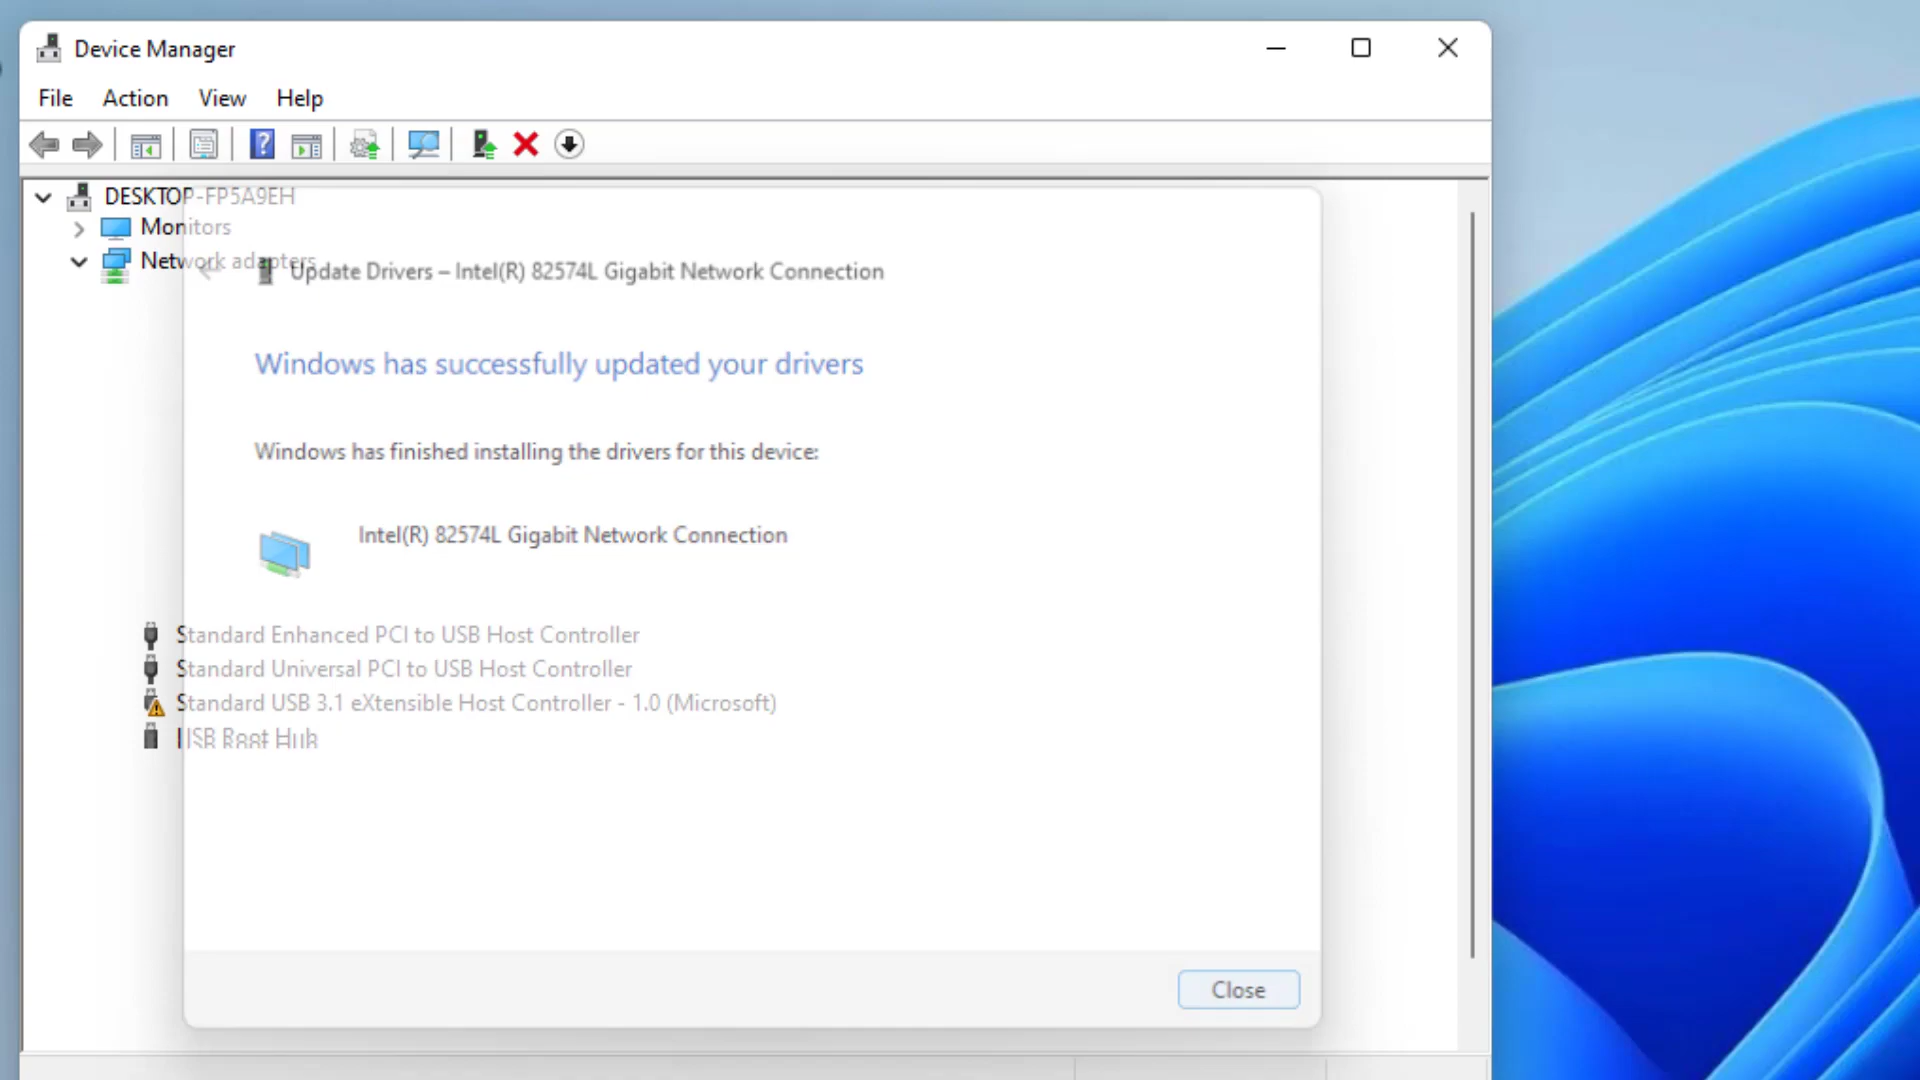 Device Manager
File Action View Help
DESKTOP-FP5A9EH
Monitors
Network adapters
Update Drivers – Intel(R) 82574L Gigabit Network Connection
Windows has successfully updated your drivers
Windows has finished installing the drivers for this device:
Intel(R) 82574L Gigabit Network Connection
Standard Enhanced PCI to USB Host Controller
Standard Universal PCI to USB Host Controller
Standard USB 3.1 eXtensible Host Controller - 1.0 (Microsoft)
USB Root Hub
Close